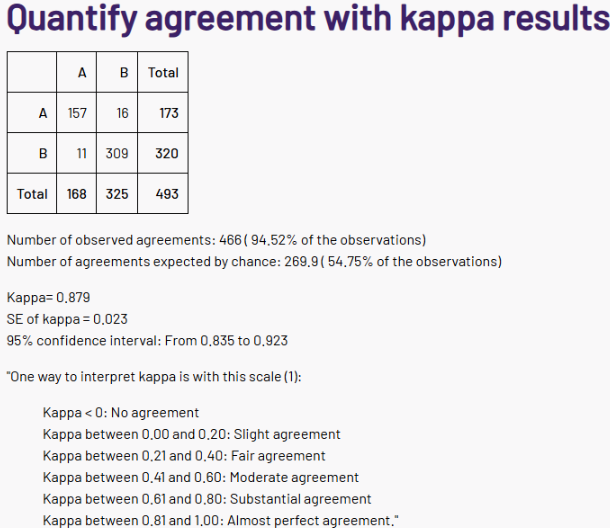 Quantify agreement with kappa results
A B Total
A 157 16 173
B 11 309 320
Total 168 325 493
Number of observed agreements: 466 ( 94.52% of the observations)
Number of agreements expected by chance: 269.9 ( 54.75% of the observations)
Kappa= 0.879
SE of kappa = 0.023
95% confidence interval: From 0.835 to 0.923
"One way to interpret kappa is with this scale (1):
Kappa < 0: No agreement
Kappa between 0.00 and 0.20: Slight agreement
Kappa between 0.21 and 0.40: Fair agreement
Kappa between 0.41 and 0.60: Moderate agreement
Kappa between 0.61 and 0.80: Substantial agreement
Kappa between 0.81 and 1.00: Almost perfect agreement."